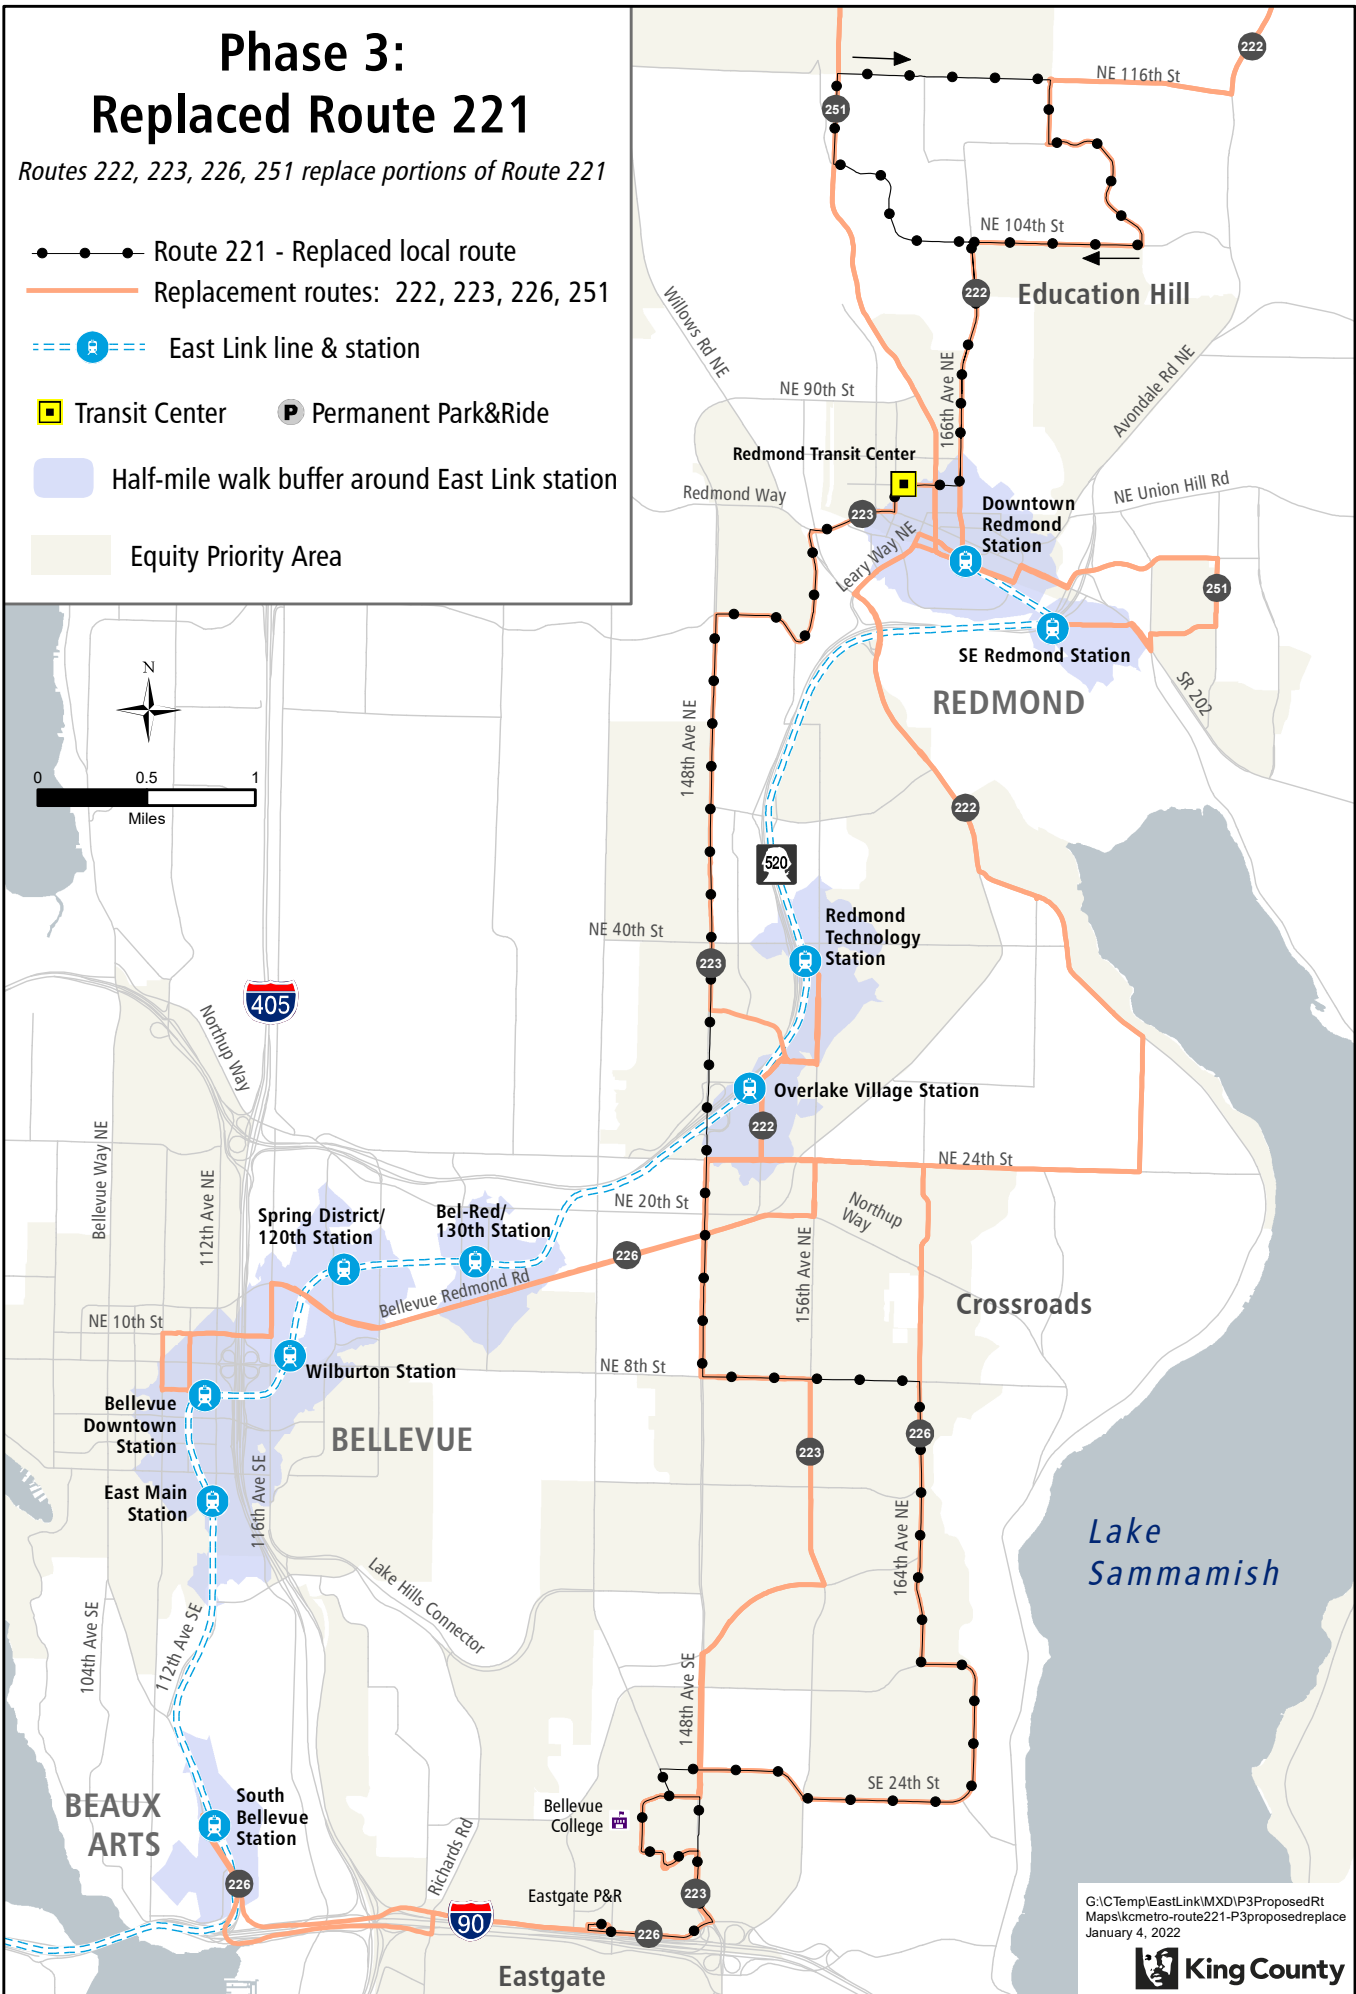 Phase 3:
Replaced Route 221
Routes 222, 223, 226, 251 replace portions of Route 221
Route 221 - Replaced local route
Replacement routes: 222, 223, 226, 251
East Link line & station
Transit Center
P Permanent Park&Ride
Half-mile walk buffer around East Link station
Equity Priority Area
222
NE 116th St
251
NE 104th St
222
Education Hill
Willows Rd NE
NE 90th St
166th Ave NE
Avondale Rd NE
Redmond Transit Center
Redmond Way
NE Union Hill Rd
223
Downtown
Redmond
Station
Leary Way NE
251
SE Redmond Station
REDMOND
SR 202
N
0 0.5 1
Miles
148th Ave NE
222
520
Redmond
Technology
Station
NE 40th St
223
405
Northup Way
Overlake Village Station
222
Bellevue Way NE
112th Ave NE
NE 24th St
NE 20th St
Northup
Way
Spring District/
120th Station
Bel-Red/
130th Station
226
156th Ave NE
Bellevue Redmond Rd
Crossroads
NE 10th St
Wilburton Station
NE 8th St
Bellevue
Downtown
Station
BELLEVUE
226
223
116th Ave SE
East Main
Station
164th Ave NE
Lake
Sammamish
Lake Hills Connector
104th Ave SE
112th Ave SE
148th Ave SE
SE 24th St
BEAUX
ARTS
South
Bellevue
Station
Bellevue
College
Richards Rd
226
Eastgate P&R
223
90
226
Eastgate
G:\CTemp\EastLink\MXD\P3ProposedRt
Maps\kcmetro-route221-P3proposedreplace
January 4, 2022
King County